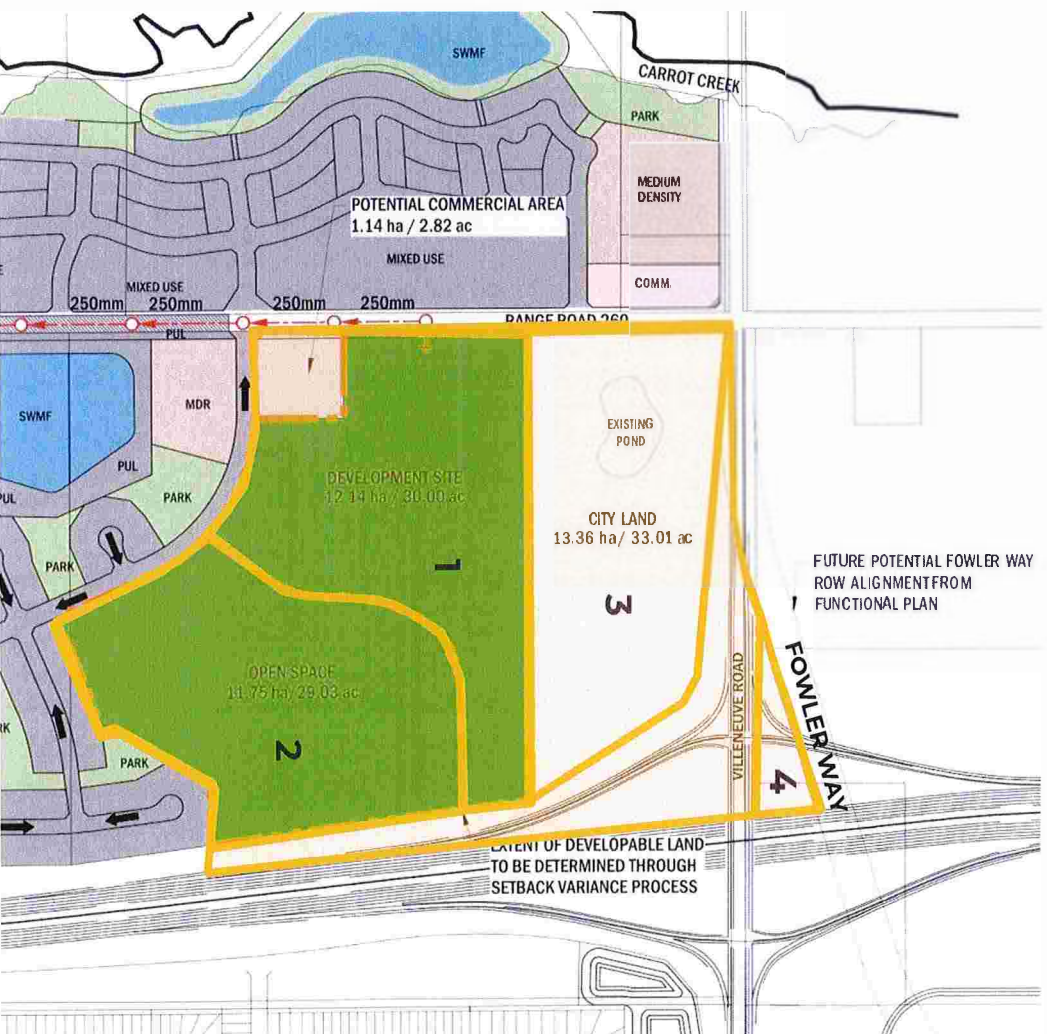 SWMF
CARROT CREEK
PARK
MEDIUM
DENSITY
POTENTIAL COMMERCIAL AREA
1.14 ha / 2.82 ac
MIXED USE
COMM.
MIXED USE
250mm 250mm 250mm 250mm
RANGE ROAD 260
PUL
MDR
SWMF
EXISTING
POND
PUL
PUL
PARK
DEVELOPMENT SITE
12.14 ha / 30.00 ac
CITY LAND
13.36 ha / 33.01 ac
PARK
1
3
FUTURE POTENTIAL FOWLER WAY
ROW ALIGNMENT FROM
FUNCTIONAL PLAN
OPEN SPACE
11.75 ha / 29.03 ac
VILLENEUVE ROAD
FOWLER WAY
RK
2
PARK
4
EXTENT OF DEVELOPABLE LAND
TO BE DETERMINED THROUGH
SETBACK VARIANCE PROCESS